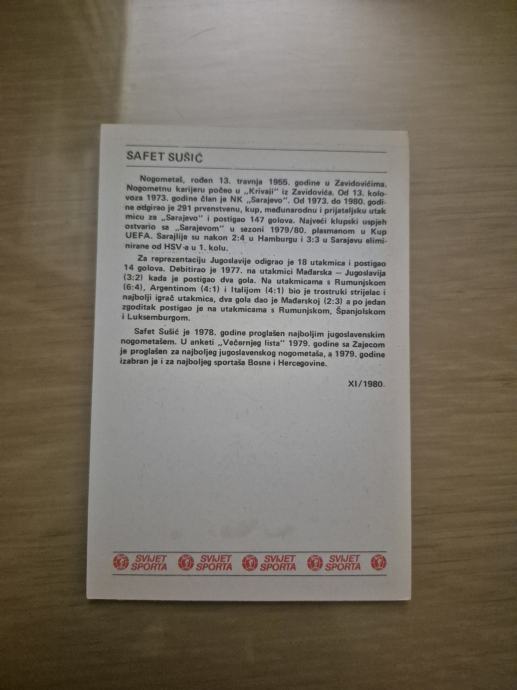 SAFET SUŠIĆ
Nogometaš, rođen 13. travnja 1955. godine u Zavidovićima.
Nogometnu karijeru počeo u „Krivaji" iz Zavidovića. Od 13. kolo-
voza 1973. godine član je NK „Sarajevo". Od 1973. do 1980. godi-
ne odigrao je 291 prvenstvenu, kup, međunarodnu i prijateljsku utak
micu za „Sarajevo" i postigao 147 golova. Najveći klupski uspjeh
ostvario sa „Sarajevom" u sezoni 1979/80. plasmanom u Kup
UEFA. Sarajlije su nakon 2:4 u Hamburgu i 3:3 u Sarajevu elimi-
nirane od HSV-a u 1. kolu.
Za reprezentaciju Jugoslavije odigrao je 18 utakmica i postigao
14 golova. Debitirao je 1977. na utakmici Mađarska – Jugoslavija
(3:2) kada je postigao dva gola. Na utakmicama s Rumunjskom
(6:4), Argentinom (4:1) i Italijom (4:1) bio je trostruki strijelac i
najbolji igrač utakmica, dva gola dao je Mađarskoj (2:3) a po jedan
zgoditak postigao je na utakmicama s Rumunjskom, Španjolskom
i Luksemburgom.
Safet Sušić je 1978. godine proglašen najboljim jugoslavenskim
nogometašem. U anketi „Večernjeg lista" 1979. godine sa Zajecom
je proglašen za najboljeg jugoslavenskog nogometaša, a 1979. godine
izabran je i za najboljeg sportaša Bosne i Hercegovine.
XI/1980.
SVIJET SPORTA SVIJET SPORTA SVIJET SPORTA SVIJET SPORTA